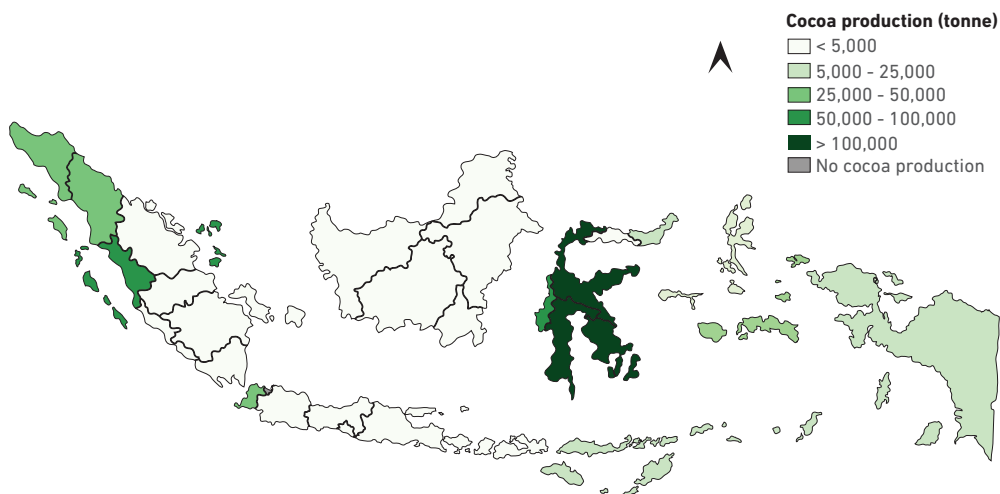 Cocoa production (tonne)
< 5,000
5,000 - 25,000
25,000 - 50,000
50,000 - 100,000
> 100,000
No cocoa production